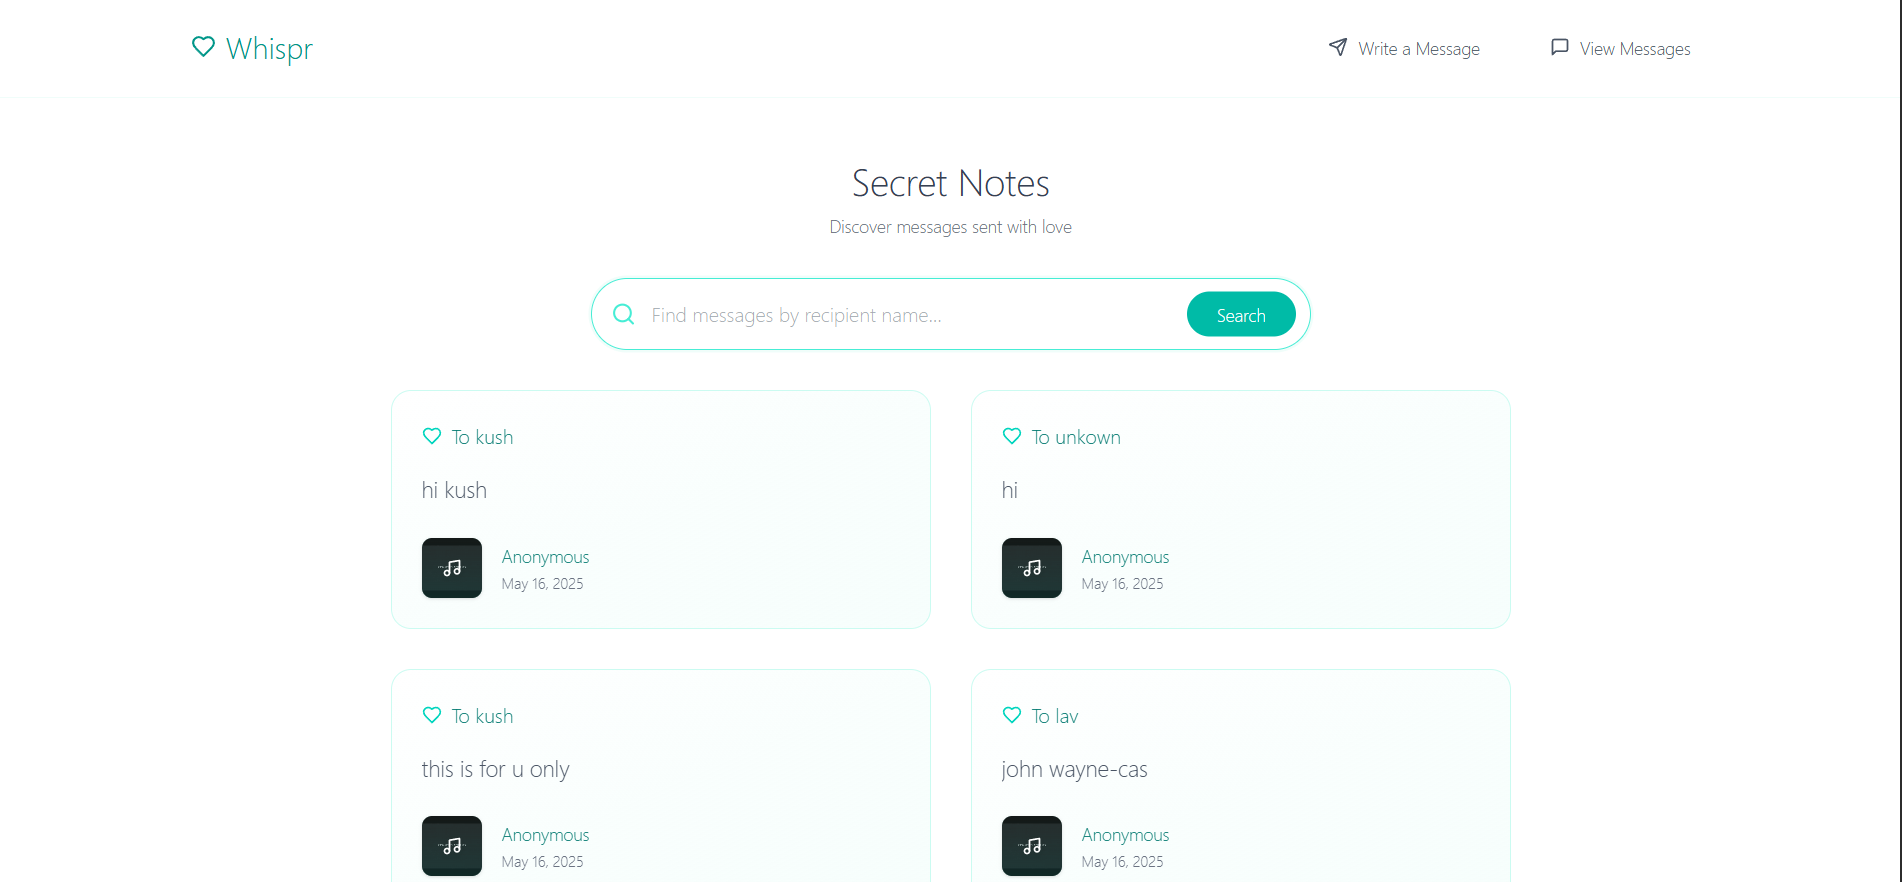 Whispr
Write a Message
View Messages
Secret Notes
Discover messages sent with love
Find messages by recipient name...
Search
To kush
hi kush
Anonymous
May 16, 2025
To unkown
hi
Anonymous
May 16, 2025
To kush
this is for u only
Anonymous
May 16, 2025
To lav
john wayne-cas
Anonymous
May 16, 2025